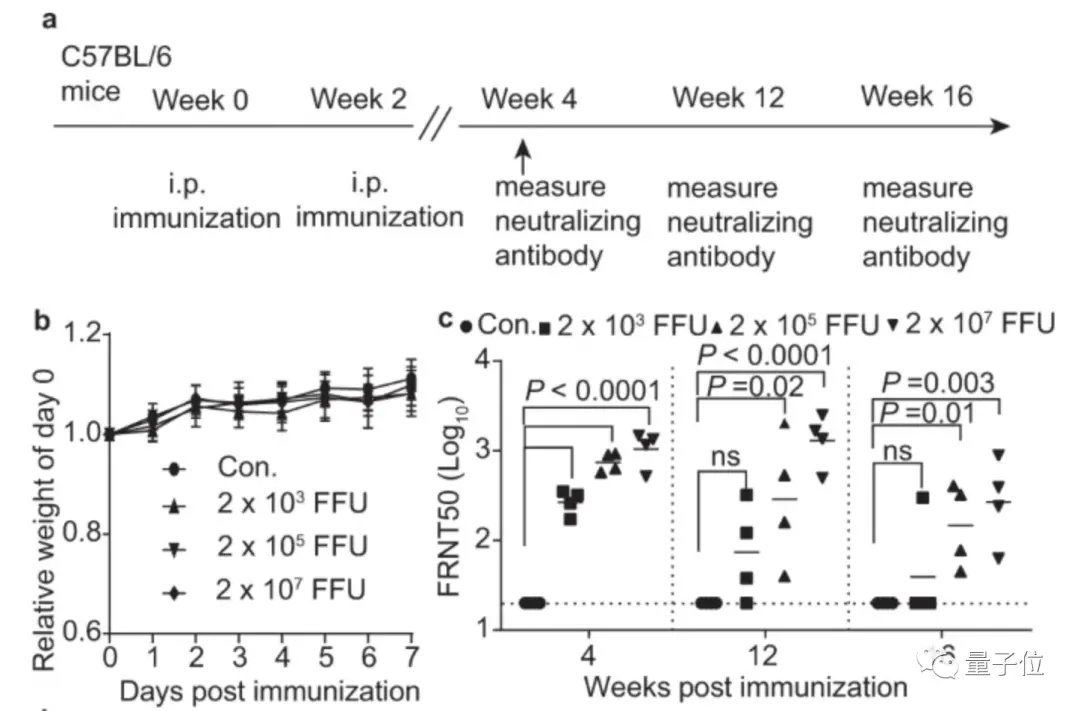 a
C57BL/6
mice
Week 0
Week 2
Week 4
Week 12
Week 16
i.p.
immunization
i.p.
immunization
measure
neutralizing
antibody
measure
neutralizing
antibody
measure
neutralizing
antibody
b
Relative weight of day 0
1.2
1.0
0.8
0.6
Con.
2 x 10³ FFU
2 x 10⁵ FFU
2 x 10⁷ FFU
0 1 2 3 4 5 6 7
Days post immunization
c
Con. 2 x 10³ FFU 2 x 10⁵ FFU 2 x 10⁷ FFU
FRNT50 (Log₁₀)
4
3
2
1
P < 0.0001
P < 0.0001
P =0.02
ns
P =0.003
P =0.01
ns
4 12
Weeks post immunization
量子位